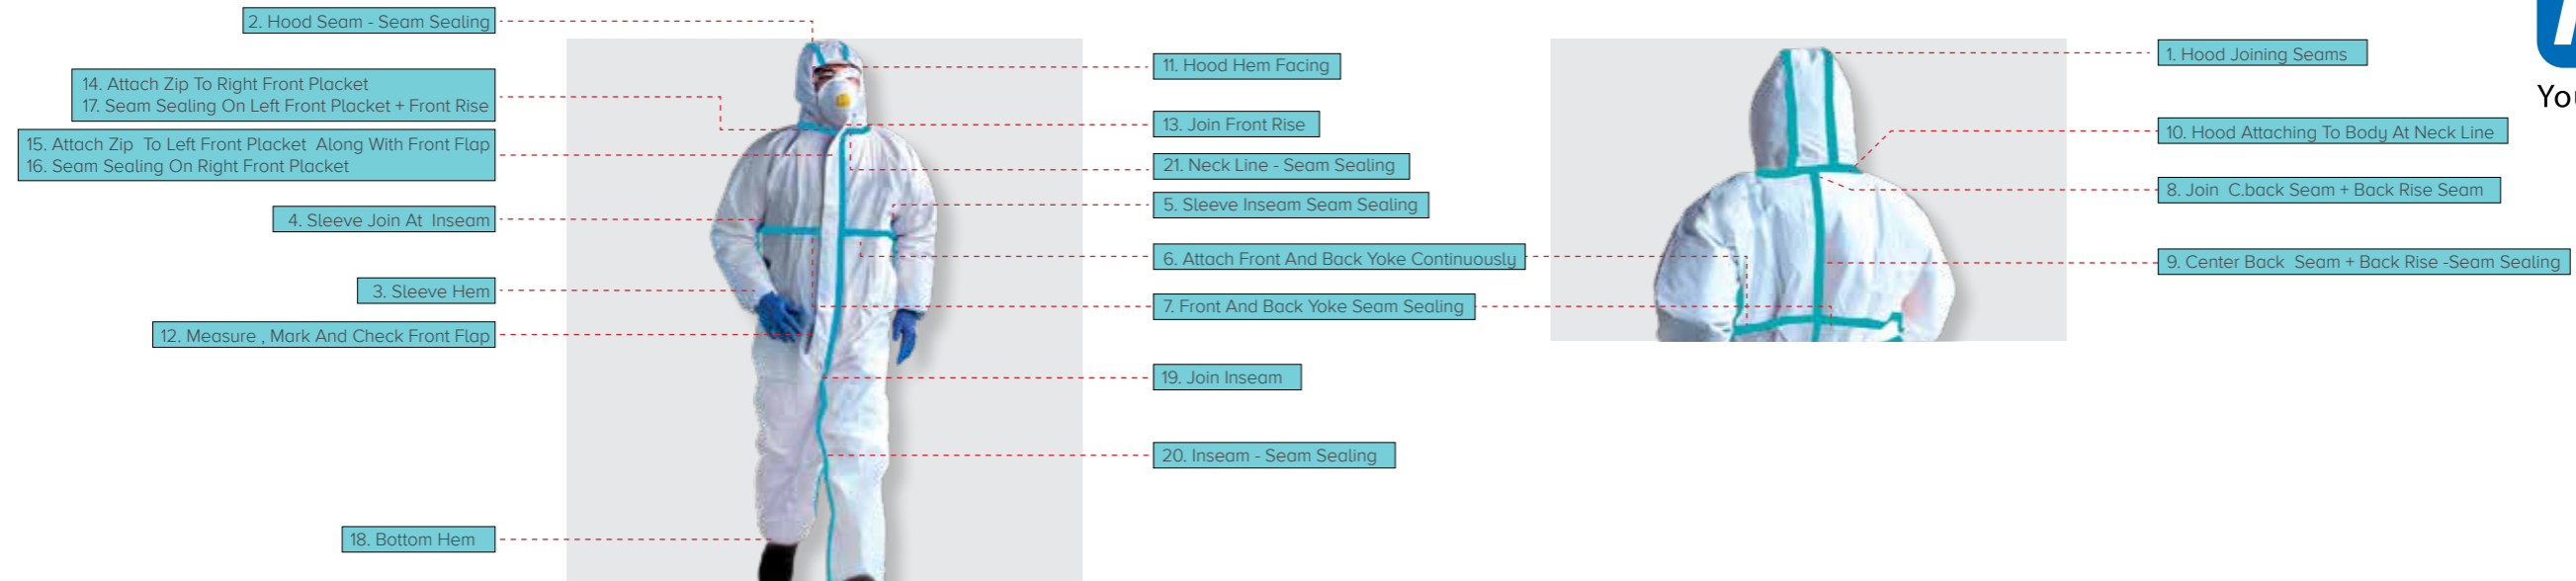 2. Hood Seam - Seam Sealing
14. Attach Zip To Right Front Placket
17. Seam Sealing On Left Front Placket + Front Rise
15. Attach Zip To Left Front Placket Along With Front Flap
16. Seam Sealing On Right Front Placket
4. Sleeve Join At Inseam
3. Sleeve Hem
12. Measure , Mark And Check Front Flap
18. Bottom Hem
11. Hood Hem Facing
13. Join Front Rise
21. Neck Line - Seam Sealing
5. Sleeve Inseam Seam Sealing
6. Attach Front And Back Yoke Continuously
7. Front And Back Yoke Seam Sealing
19. Join Inseam
20. Inseam - Seam Sealing
1. Hood Joining Seams
10. Hood Attaching To Body At Neck Line
8. Join C.back Seam + Back Rise Seam
9. Center Back Seam + Back Rise -Seam Sealing